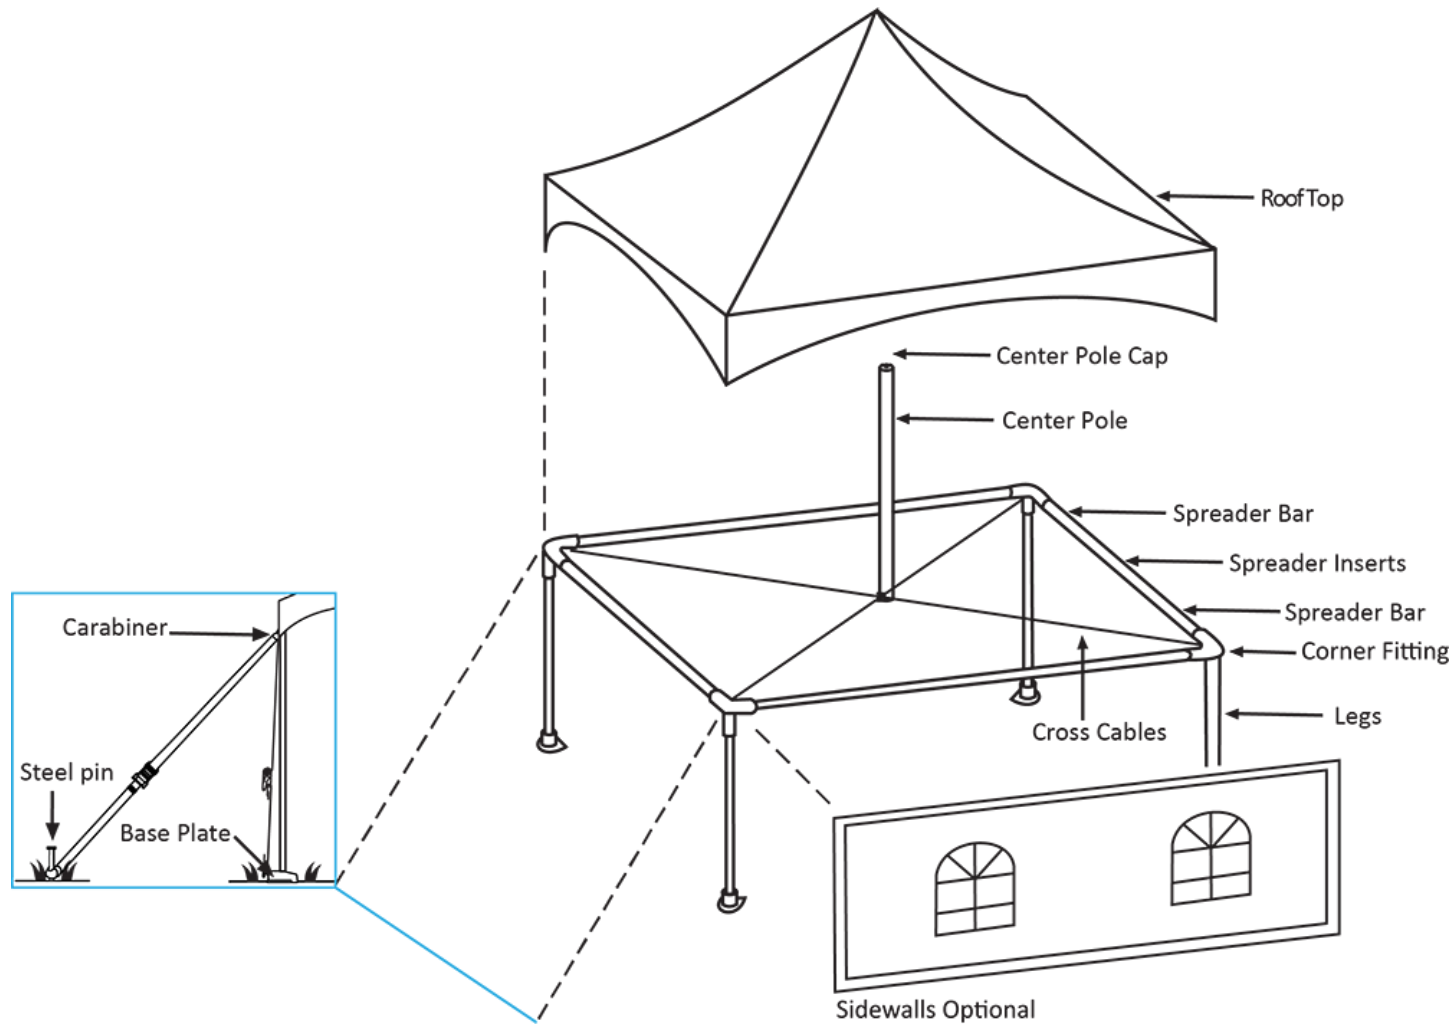 Roof Top
Center Pole Cap
Center Pole
Spreader Bar
Spreader Inserts
Spreader Bar
Corner Fitting
Legs
Cross Cables
Carabiner
Steel pin
Base Plate
Sidewalls Optional